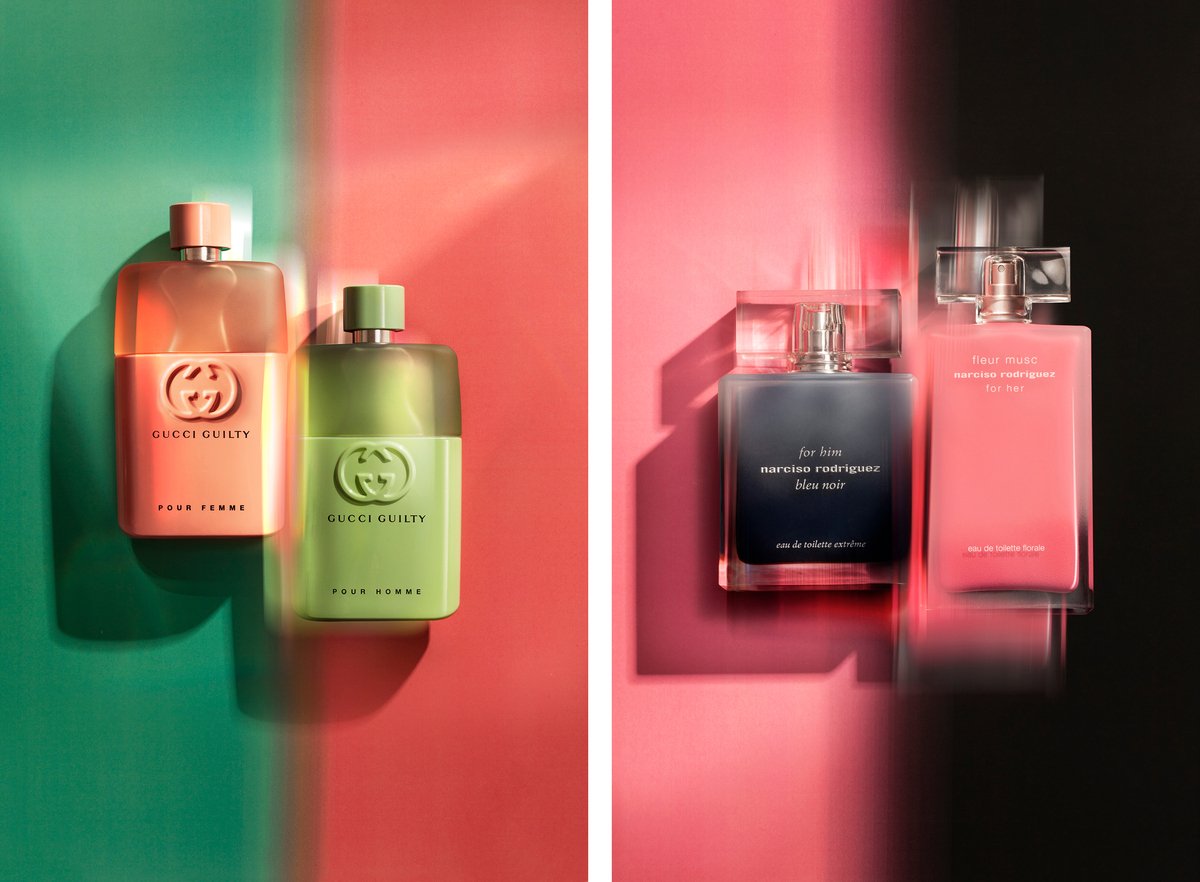 GUCCI GUILTY
POUR FEMME
GUCCI GUILTY
POUR HOMME
for him
narciso rodriguez
bleu noir
eau de toilette extrême
fleur musc
narciso rodriguez
for her
eau de toilette florale